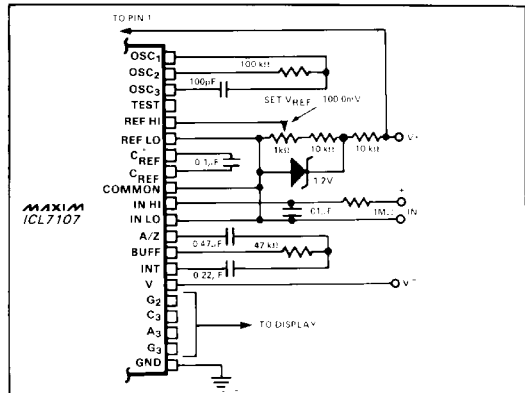 TO PIN 1
OSC1
OSC2
OSC3
TEST
REF HI
REF LO
C+REF
C-REF
COMMON
IN HI
IN LO
A/Z
BUFF
INT
V
G2
C3
A3
G3
GND
MAXIM
ICL7107
100 kΩ
100pF
SET VREF
100.0mV
1kΩ
10 kΩ
10 kΩ
V+
0.1µF
1.2V
.01µF
1MΩ
+
IN
−
0.47µF
47 kΩ
0.22µF
V−
TO DISPLAY